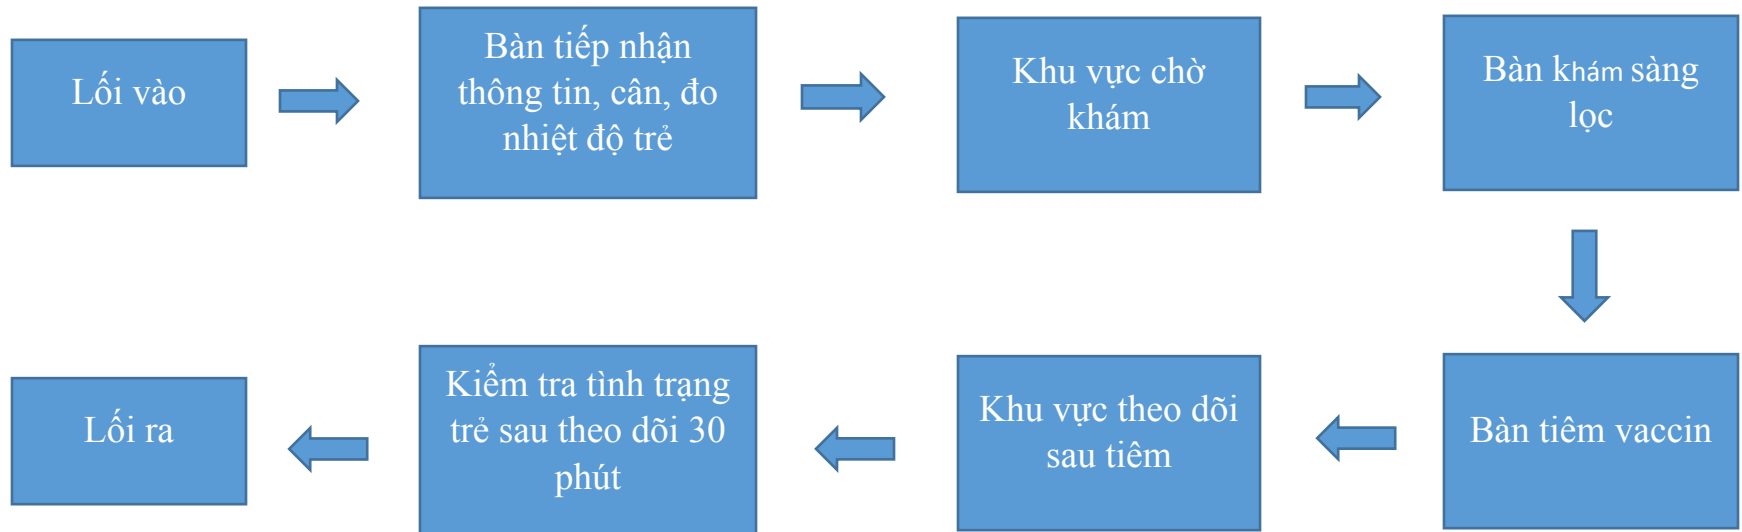 Lối vào
Bàn tiếp nhận
thông tin, cân, đo
nhiệt độ trẻ
Khu vực chờ
khám
Bàn khám sàng
lọc
Bàn tiêm vaccin
Khu vực theo dõi
sau tiêm
Kiểm tra tình trạng
trẻ sau theo dõi 30
phút
Lối ra